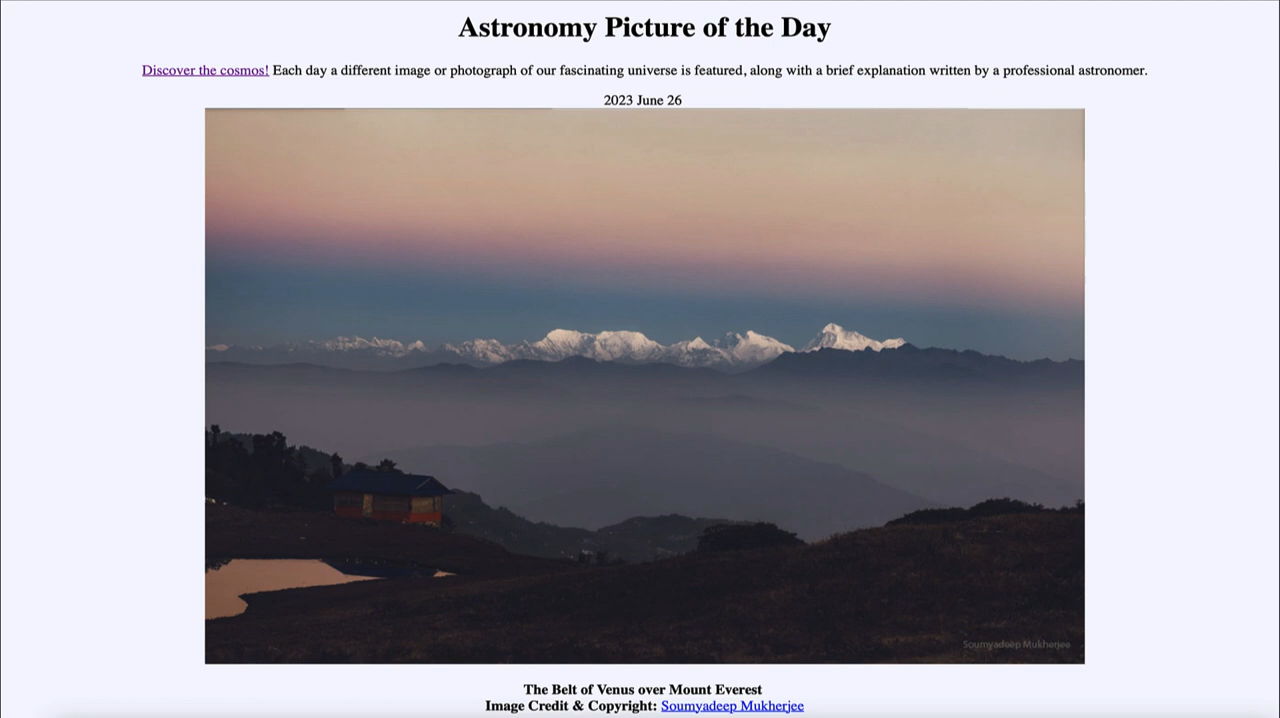 Astronomy Picture of the Day
Discover the cosmos! Each day a different image or photograph of our fascinating universe is featured, along with a brief explanation written by a professional astronomer.
2023 June 26
Soumyadeep Mukherjee
The Belt of Venus over Mount Everest
Image Credit & Copyright: Soumyadeep Mukherjee